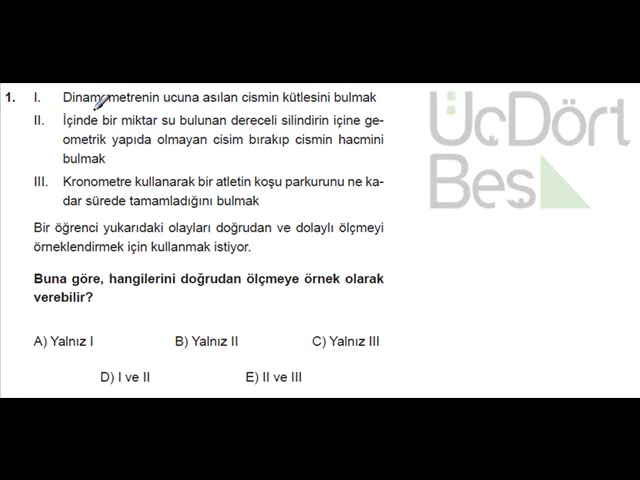 1. I. Dinamometrenin ucuna asılan cismin kütlesini bulmak
II. İçinde bir miktar su bulunan dereceli silindirin içine ge-
ometrik yapıda olmayan cisim bırakıp cismin hacmini
bulmak
III. Kronometre kullanarak bir atletin koşu parkurunu ne ka-
dar sürede tamamladığını bulmak
Bir öğrenci yukarıdaki olayları doğrudan ve dolaylı ölçmeyi
örneklendirmek için kullanmak istiyor.
Buna göre, hangilerini doğrudan ölçmeye örnek olarak
verebilir?
A) Yalnız I B) Yalnız II C) Yalnız III
D) I ve II E) II ve III
ÜçDört
Beş